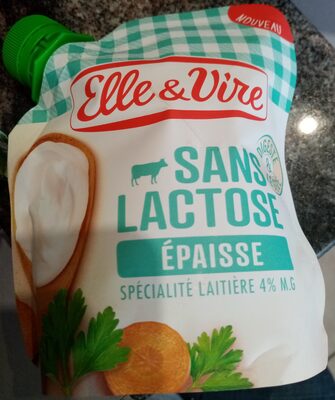 NOUVEAU
Elle & Vire
SANS
LACTOSE
ÉPAISSE
SPÉCIALITÉ LAITIÈRE 4% M.G